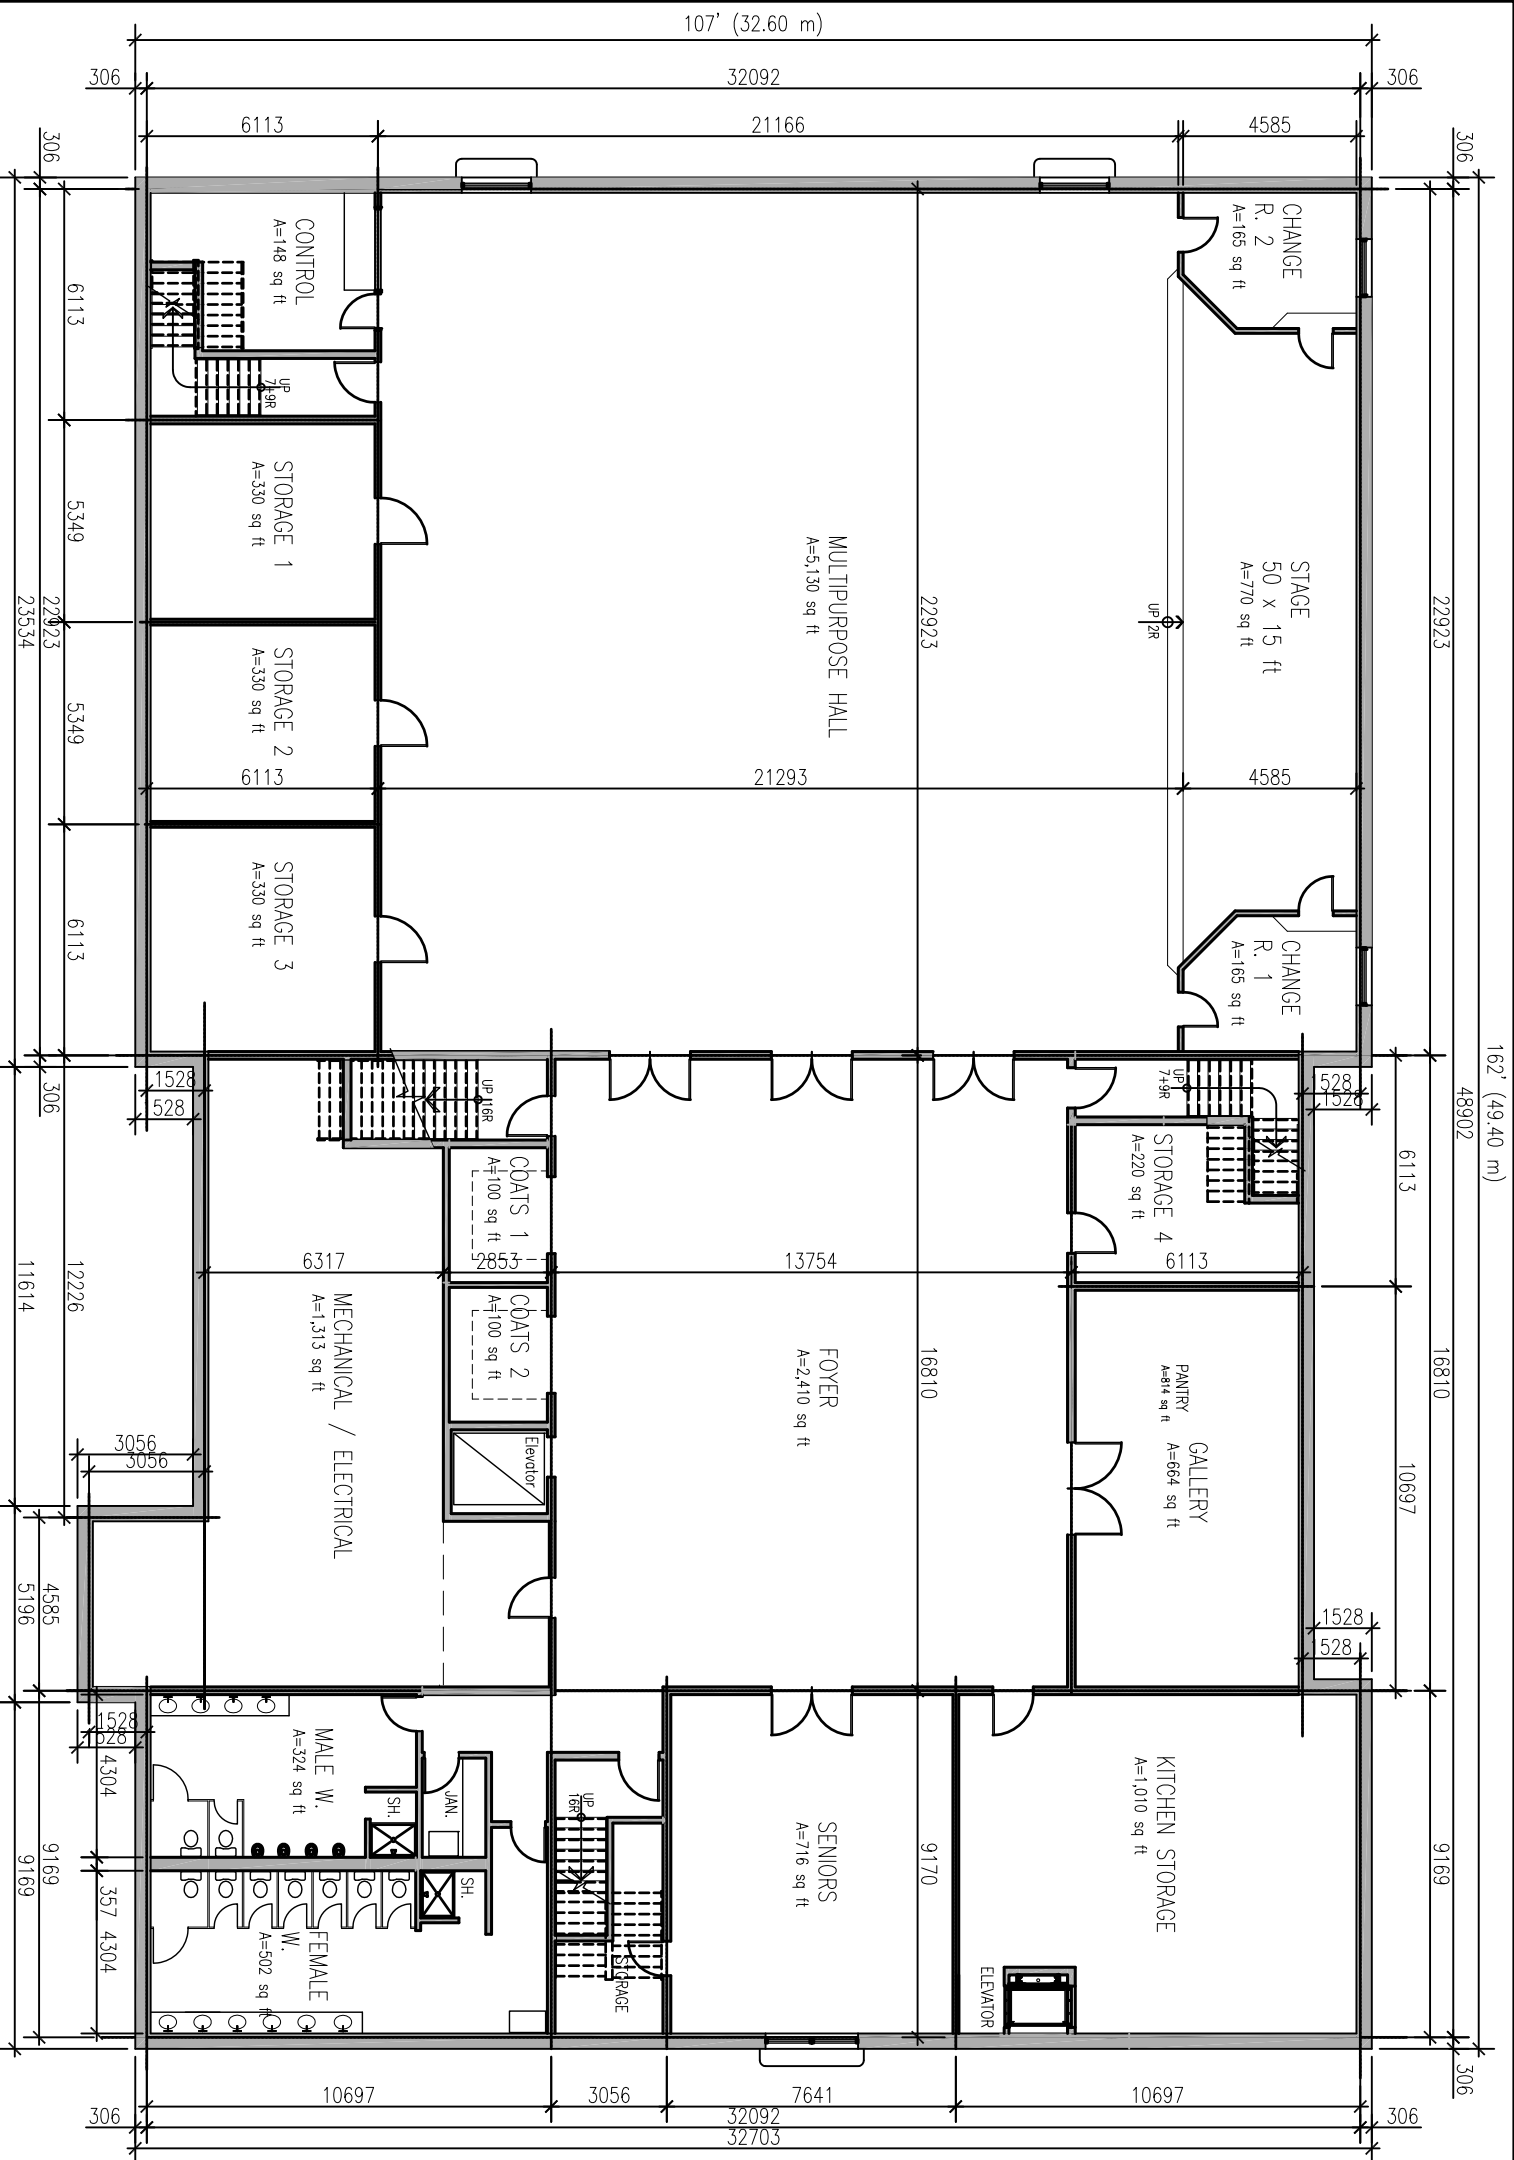 107' (32.60 m)
306
32092
306
6113
21166
4585
306
306
162' (49.40 m)
48902
22923
16810
9169
306
6113
10697
CHANGE
R. 2
A=165 sq ft
STAGE
50 x 15 ft
A=770 sq ft
UP 2R
CHANGE
R. 1
A=165 sq ft
CONTROL
A=148 sq ft
UP
7+9R
STORAGE 1
A=330 sq ft
STORAGE 2
A=330 sq ft
STORAGE 3
A=330 sq ft
MULTIPURPOSE HALL
A=5,130 sq ft
22923
6113
21293
4585
6113
5349
5349
6113
22923
23534
306
1528
528
528
1528
UP
7+9R
STORAGE 4
A=220 sq ft
UP 16R
COATS 1
A=100 sq ft
COATS 2
A=100 sq ft
Elevator
6317
2853
13754
6113
MECHANICAL / ELECTRICAL
A=1,313 sq ft
FOYER
A=2,410 sq ft
16810
PANTRY
A=814 sq ft
GALLERY
A=664 sq ft
12226
11614
3056
3056
4585
5196
1528
528
1528
528
MALE W.
A=324 sq ft
SH.
JAN.
SH.
FEMALE
W.
A=502 sq ft
UP
16R
STORAGE
SENIORS
A=716 sq ft
9170
KITCHEN STORAGE
A=1,010 sq ft
ELEVATOR
4304
357
4304
9169
9169
10697
3056
7641
10697
306
32092
306
32703
306